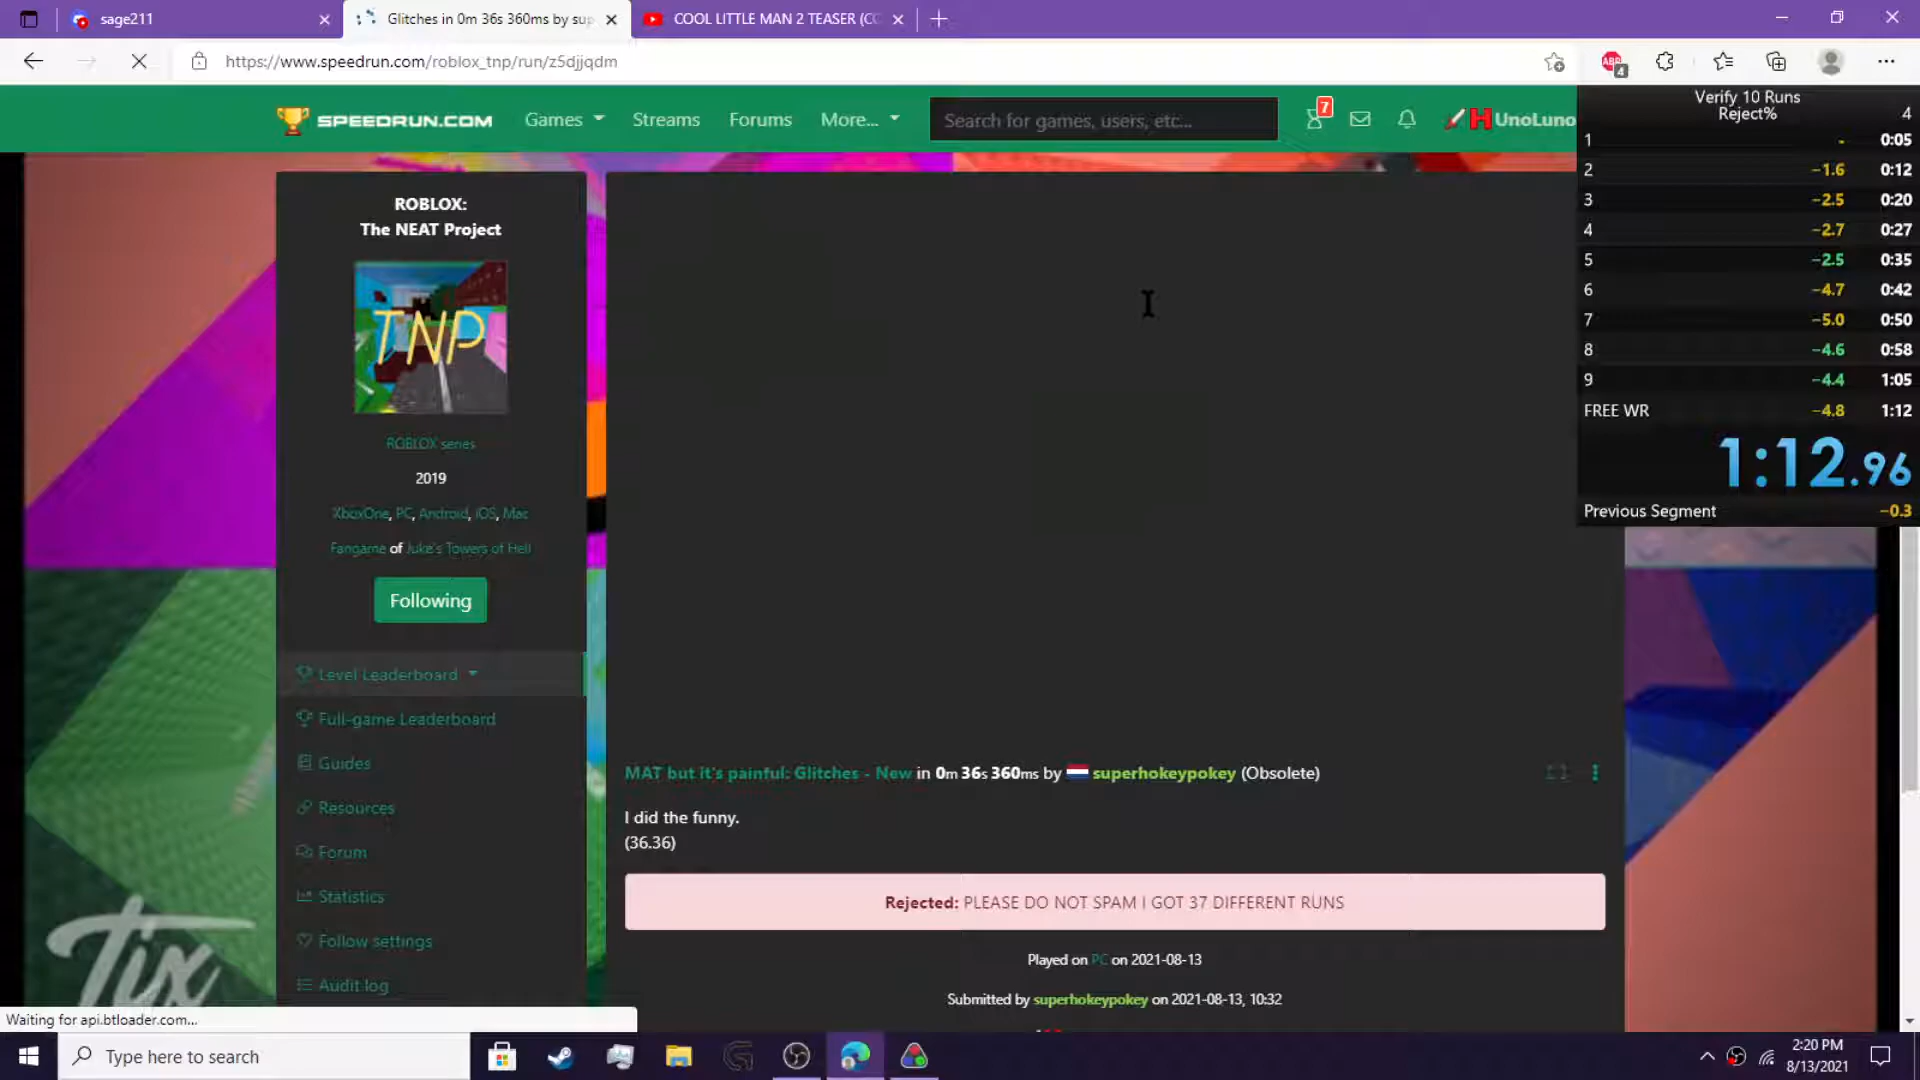 sage211
Glitches in 0m 36s 360ms by sup
COOL LITTLE MAN 2 TEASER (CO
https://www.speedrun.com/roblox_tnp/run/z5djjqdm
ABP
4
SPEEDRUN.COM
Games
Streams
Forums
More...
Search for games, users, etc...
7
H UnoLuno
Verify 10 Runs
Reject%
4
1 - 0:05
2 −1.6 0:12
3 −2.5 0:20
4 −2.7 0:27
5 −2.5 0:35
6 −4.7 0:42
7 −5.0 0:50
8 −4.6 0:58
9 −4.4 1:05
FREE WR −4.8 1:12
1:12.96
Previous Segment −0.3
ROBLOX:
The NEAT Project
TNP
ROBLOX series
2019
XboxOne, PC, Android, iOS, Mac
Fangame of Juke's Towers of Hell
Following
Level Leaderboard
Full-game Leaderboard
Guides
Resources
Forum
Statistics
Follow settings
Audit log
MAT but it's painful: Glitches - New in 0m 36s 360ms by superhokeypokey (Obsolete)
I did the funny.
(36.36)
Rejected: PLEASE DO NOT SPAM I GOT 37 DIFFERENT RUNS
Played on PC on 2021-08-13
Submitted by superhokeypokey on 2021-08-13, 10:32
Tix
Waiting for api.btloader.com...
Type here to search
2:20 PM
8/13/2021